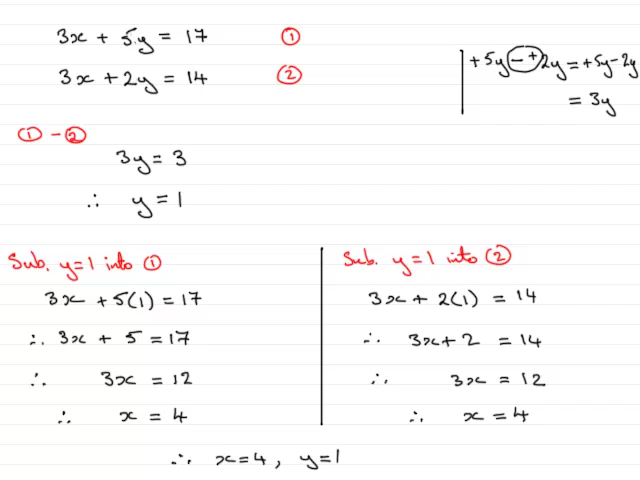 3x + 5y = 17 ①
3x + 2y = 14 ②
+5y - +2y = +5y - 2y
= 3y
① - ②
3y = 3
∴ y = 1
Sub. y=1 into ①
3x + 5(1) = 17
∴ 3x + 5 = 17
∴ 3x = 12
∴ x = 4
Sub. y=1 into ②
3x + 2(1) = 14
∴ 3x + 2 = 14
∴ 3x = 12
∴ x = 4
∴ x=4, y=1